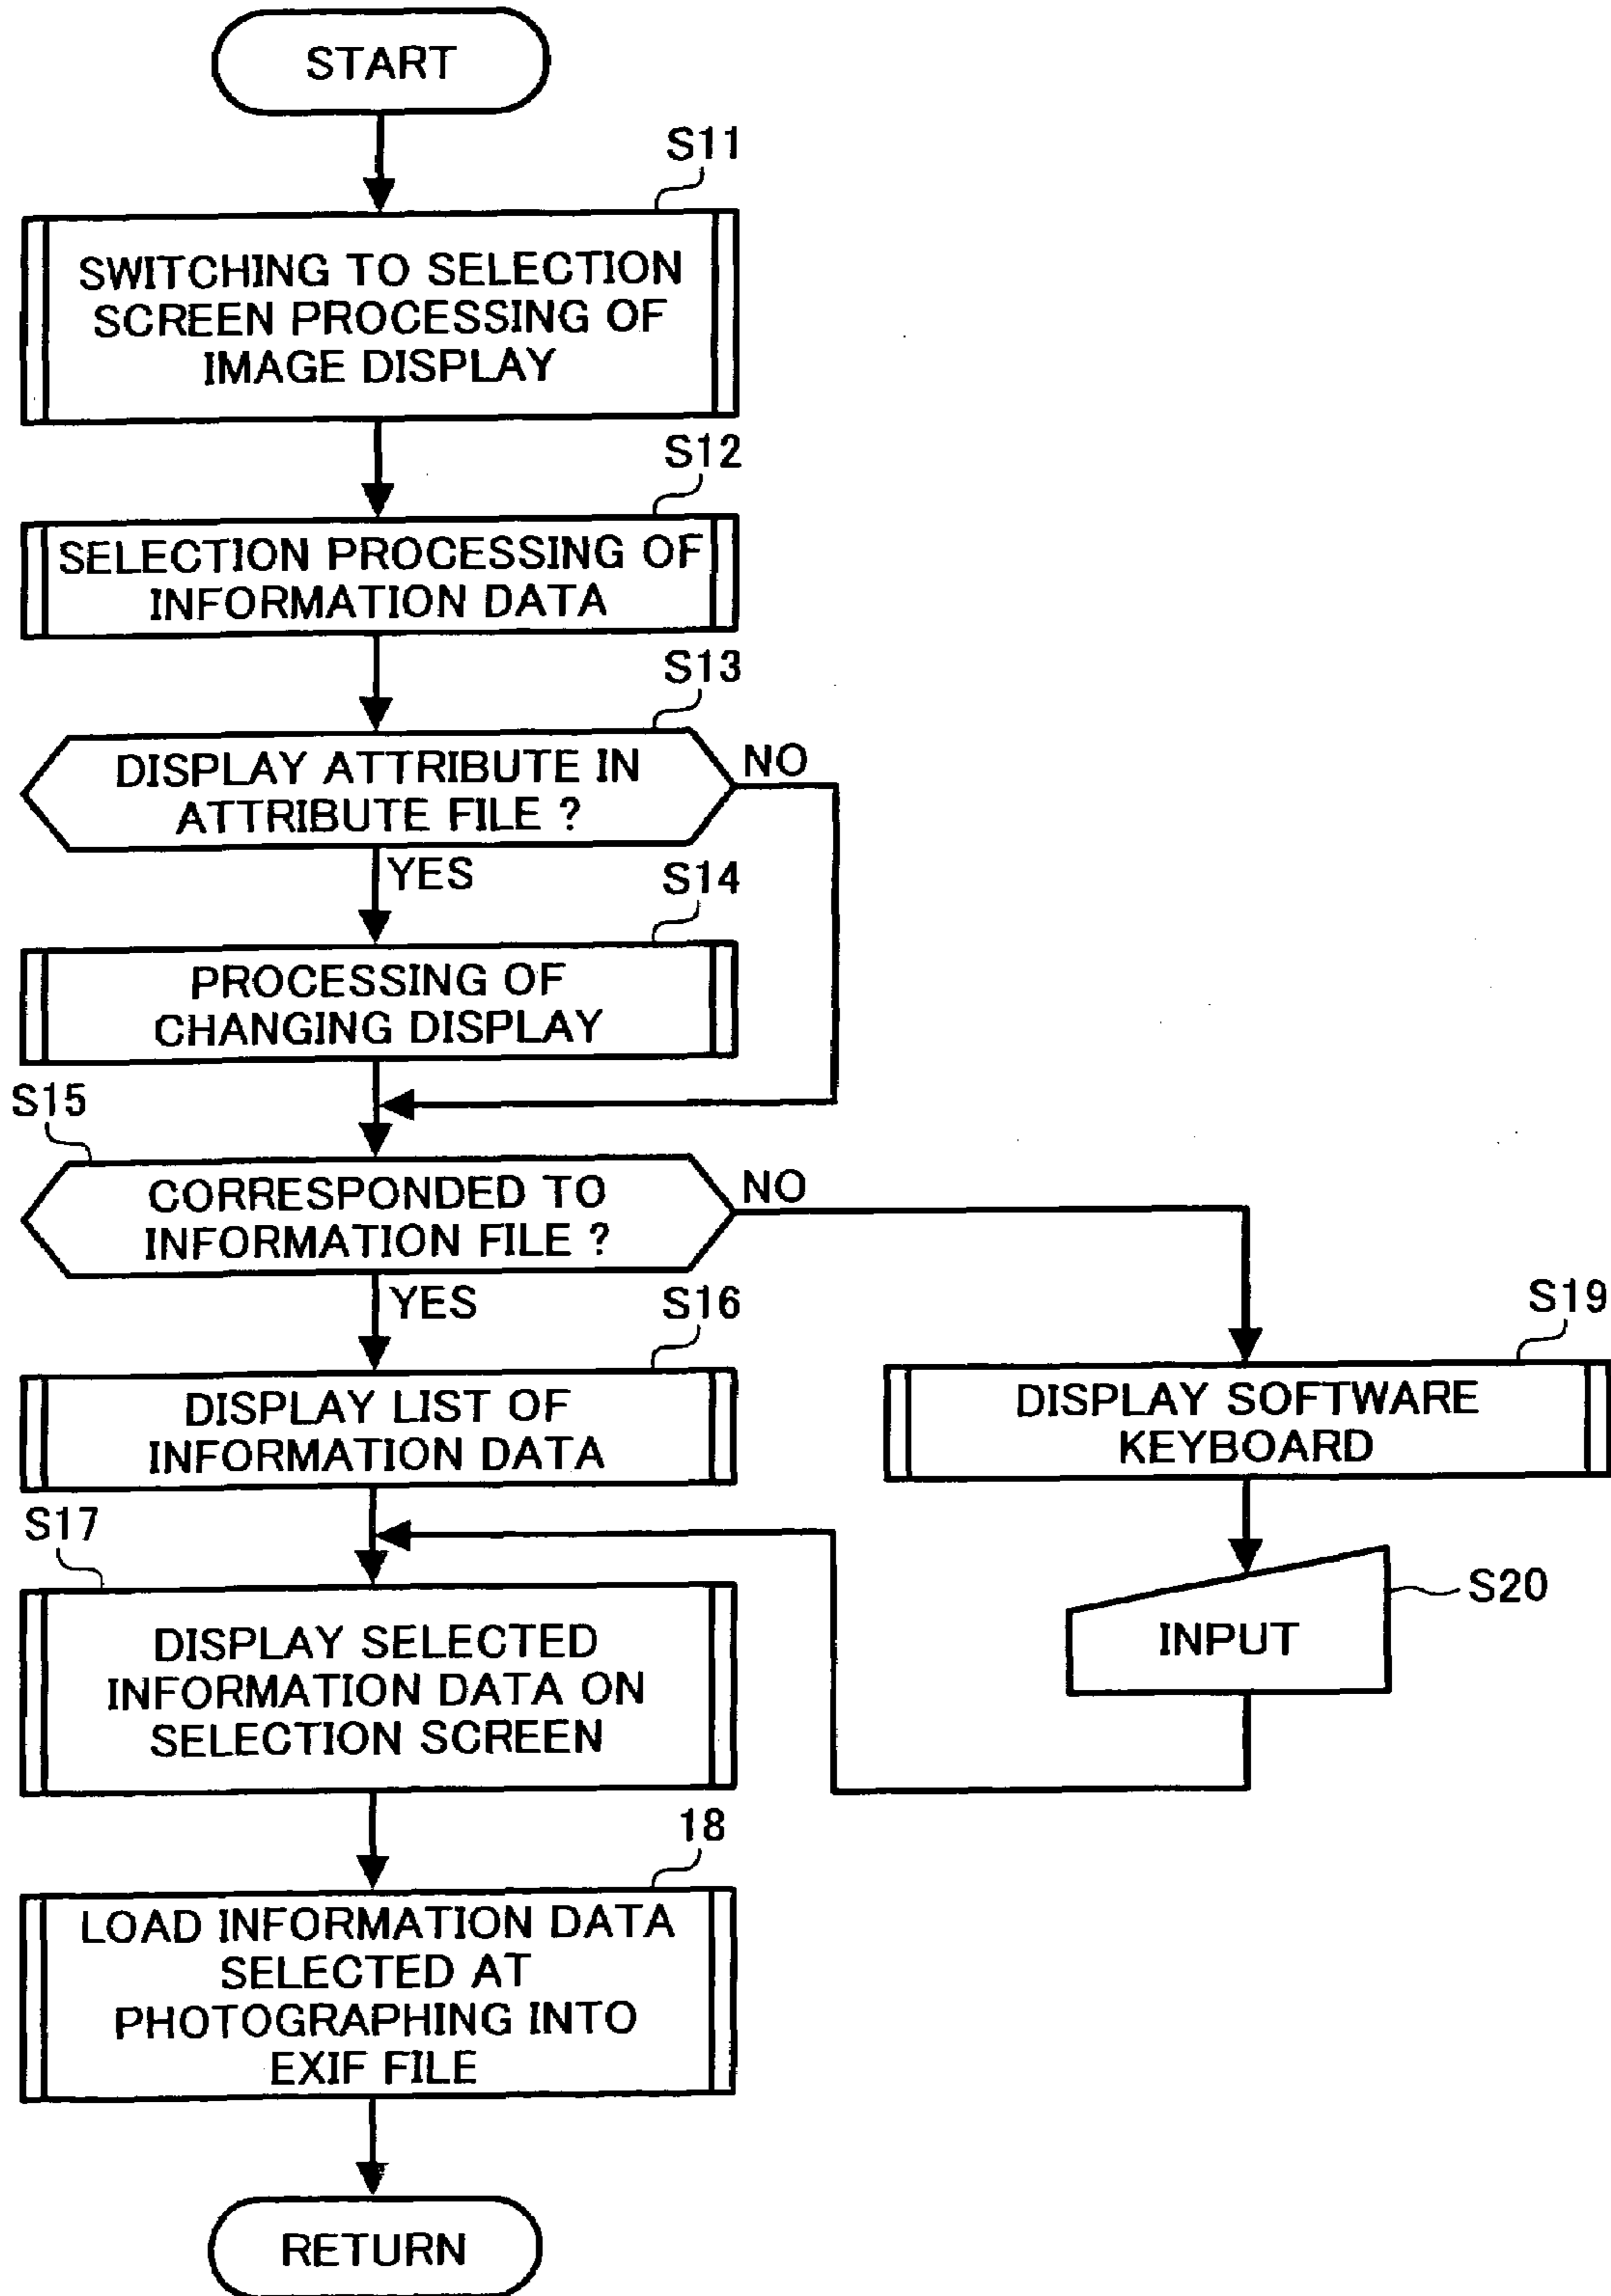 START
S11
SWITCHING TO SELECTION
SCREEN PROCESSING OF
IMAGE DISPLAY
S12
SELECTION PROCESSING OF
INFORMATION DATA
S13
DISPLAY ATTRIBUTE IN
ATTRIBUTE FILE ?
NO
YES
S14
PROCESSING OF
CHANGING DISPLAY
S15
CORRESPONDED TO
INFORMATION FILE ?
NO
YES
S16
DISPLAY LIST OF
INFORMATION DATA
S19
DISPLAY SOFTWARE
KEYBOARD
S20
INPUT
S17
DISPLAY SELECTED
INFORMATION DATA ON
SELECTION SCREEN
18
LOAD INFORMATION DATA
SELECTED AT
PHOTOGRAPHING INTO
EXIF FILE
RETURN